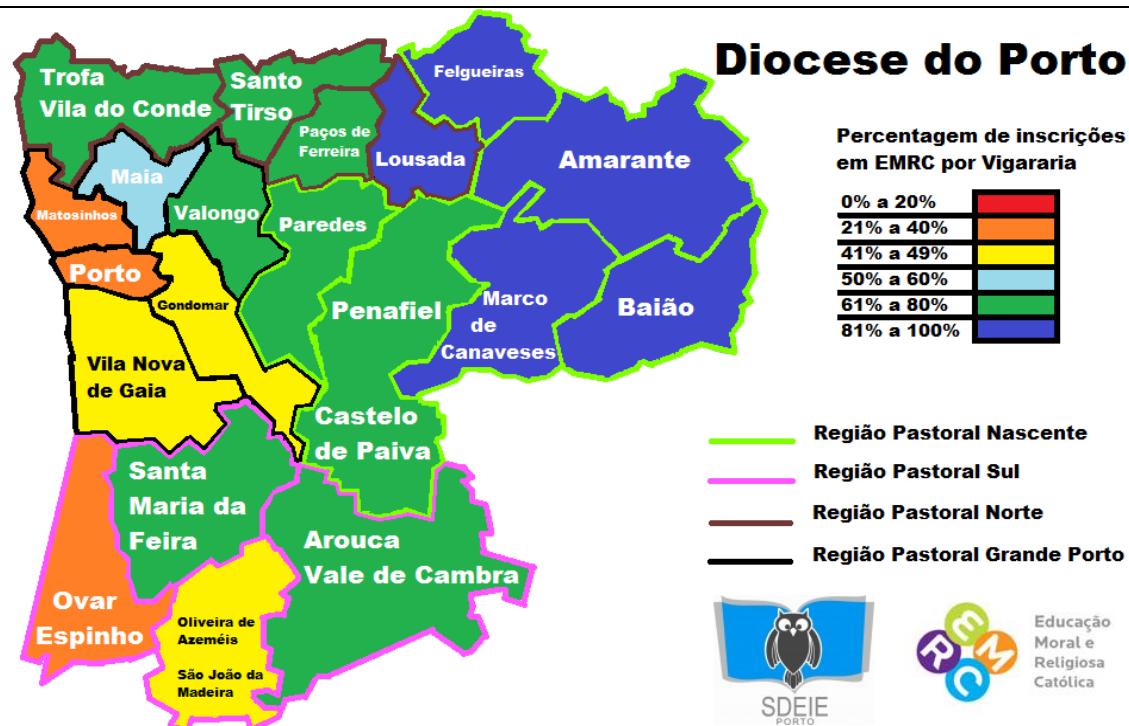 Diocese do Porto
Trofa
Vila do Conde
Santo
Tirso
Felgueiras
Paços de
Ferreira
Lousada
Amarante
Maia
Matosinhos
Valongo
Paredes
Porto
Gondomar
Penafiel
Marco
de
Canaveses
Baião
Vila Nova
de Gaia
Castelo
de Paiva
Santa
Maria da
Feira
Arouca
Vale de Cambra
Ovar
Espinho
Oliveira de
Azeméis
São João da
Madeira
Percentagem de inscrições
em EMRC por Vigararia
0% a 20%
21% a 40%
41% a 49%
50% a 60%
61% a 80%
81% a 100%
Região Pastoral Nascente
Região Pastoral Sul
Região Pastoral Norte
Região Pastoral Grande Porto
SDEIE
PORTO
EMRC
Educação
Moral e
Religiosa
Católica